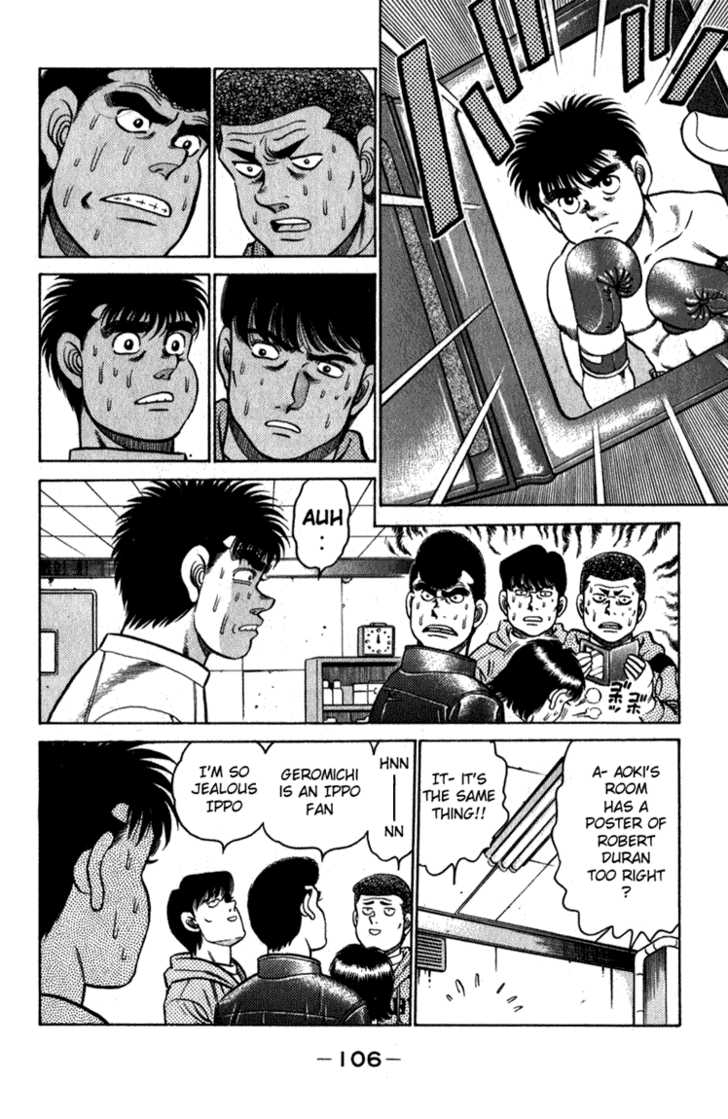 AUH
:
A- AOKI'S
ROOM
HAS A
POSTER OF
ROBERT
DURAN
TOO RIGHT
?
IT- IT'S
THE SAME
THING!!
HNN
|
NN
GEROMICHI
IS AN IPPO
FAN
I'M SO
JEALOUS
IPPO
- 106 -